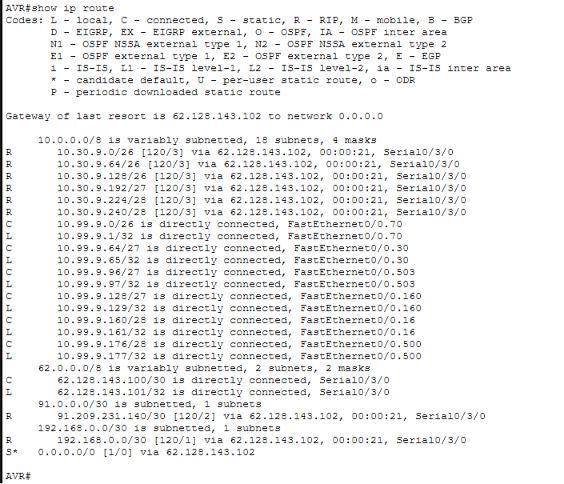 AVR#show ip route
Codes: L - local, C - connected, S - static, R - RIP, M - mobile, B - BGP
       D - EIGRP, EX - EIGRP external, O - OSPF, IA - OSPF inter area
       N1 - OSPF NSSA external type 1, N2 - OSPF NSSA external type 2
       E1 - OSPF external type 1, E2 - OSPF external type 2, E - EGP
       i - IS-IS, L1 - IS-IS level-1, L2 - IS-IS level-2, ia - IS-IS inter area
       * - candidate default, U - per-user static route, o - ODR
       P - periodic downloaded static route
Gateway of last resort is 62.128.143.102 to network 0.0.0.0
     10.0.0.0/8 is variably subnetted, 18 subnets, 4 masks
R       10.30.9.0/26 [120/3] via 62.128.143.102, 00:00:21, Serial0/3/0
R       10.30.9.64/26 [120/3] via 62.128.143.102, 00:00:21, Serial0/3/0
R       10.30.9.128/26 [120/3] via 62.128.143.102, 00:00:21, Serial0/3/0
R       10.30.9.192/27 [120/3] via 62.128.143.102, 00:00:21, Serial0/3/0
R       10.30.9.224/28 [120/3] via 62.128.143.102, 00:00:21, Serial0/3/0
R       10.30.9.240/28 [120/3] via 62.128.143.102, 00:00:21, Serial0/3/0
C       10.99.9.0/26 is directly connected, FastEthernet0/0.70
L       10.99.9.1/32 is directly connected, FastEthernet0/0.70
C       10.99.9.64/27 is directly connected, FastEthernet0/0.30
L       10.99.9.65/32 is directly connected, FastEthernet0/0.30
C       10.99.9.96/27 is directly connected, FastEthernet0/0.503
L       10.99.9.97/32 is directly connected, FastEthernet0/0.503
C       10.99.9.128/27 is directly connected, FastEthernet0/0.160
L       10.99.9.129/32 is directly connected, FastEthernet0/0.160
C       10.99.9.160/28 is directly connected, FastEthernet0/0.16
L       10.99.9.161/32 is directly connected, FastEthernet0/0.16
C       10.99.9.176/28 is directly connected, FastEthernet0/0.500
L       10.99.9.177/32 is directly connected, FastEthernet0/0.500
     62.0.0.0/8 is variably subnetted, 2 subnets, 2 masks
C       62.128.143.100/30 is directly connected, Serial0/3/0
L       62.128.143.101/32 is directly connected, Serial0/3/0
     91.0.0.0/30 is subnetted, 1 subnets
R       91.209.231.140/30 [120/2] via 62.128.143.102, 00:00:21, Serial0/3/0
     192.168.0.0/30 is subnetted, 1 subnets
R       192.168.0.0/30 [120/1] via 62.128.143.102, 00:00:21, Serial0/3/0
S*   0.0.0.0/0 [1/0] via 62.128.143.102
AVR#